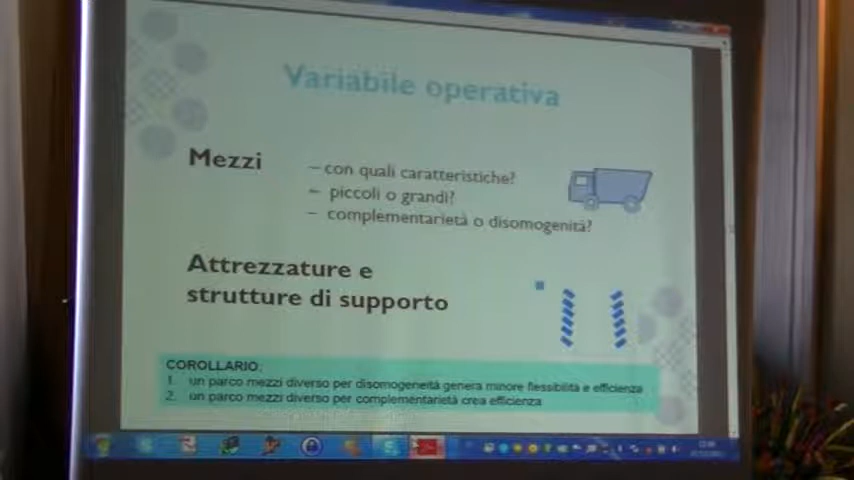 Variabile operativa
Mezzi
– con quali caratteristiche?
– piccoli o grandi?
– complementarietà o disomogenità?
Attrezzature e
strutture di supporto
COROLLARIO:
1. un parco mezzi diverso per disomogeneità genera minore flessibilità e efficienza
2. un parco mezzi diverso per complementarietà crea efficienza